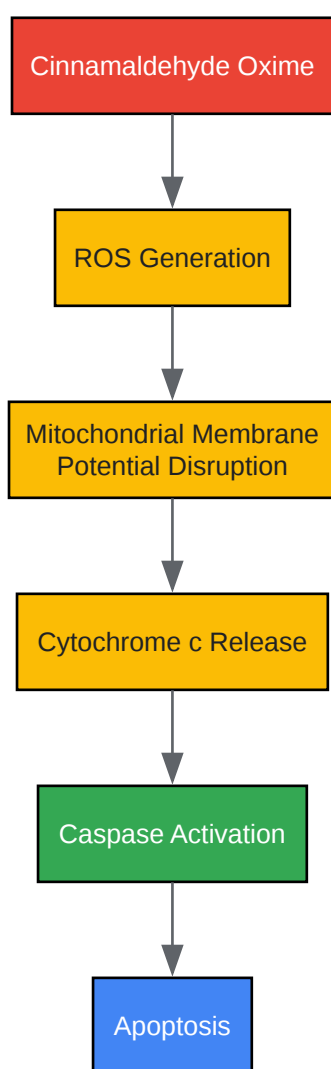 Cinnamaldehyde Oxime
ROS Generation
Mitochondrial Membrane
Potential Disruption
Cytochrome c Release
Caspase Activation
Apoptosis